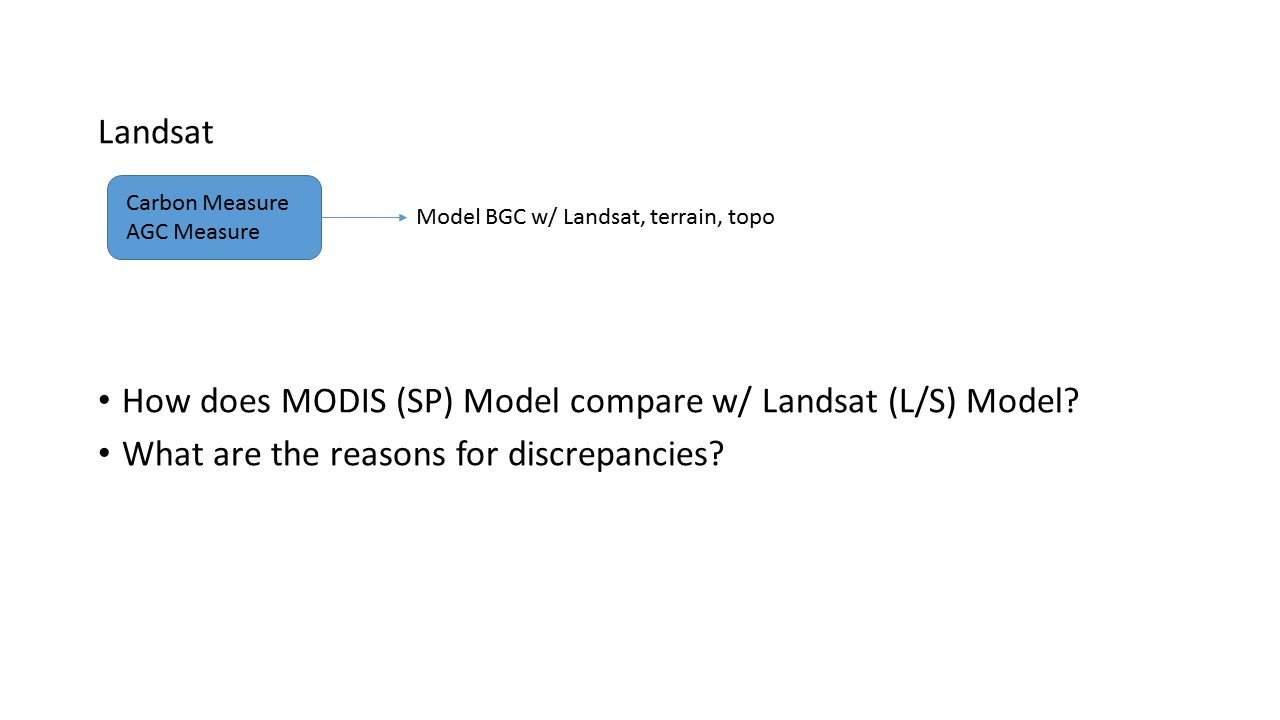 Landsat
Carbon Measure
AGC Measure
Model BGC w/ Landsat, terrain, topo
• How does MODIS (SP) Model compare w/ Landsat (L/S) Model?
• What are the reasons for discrepancies?